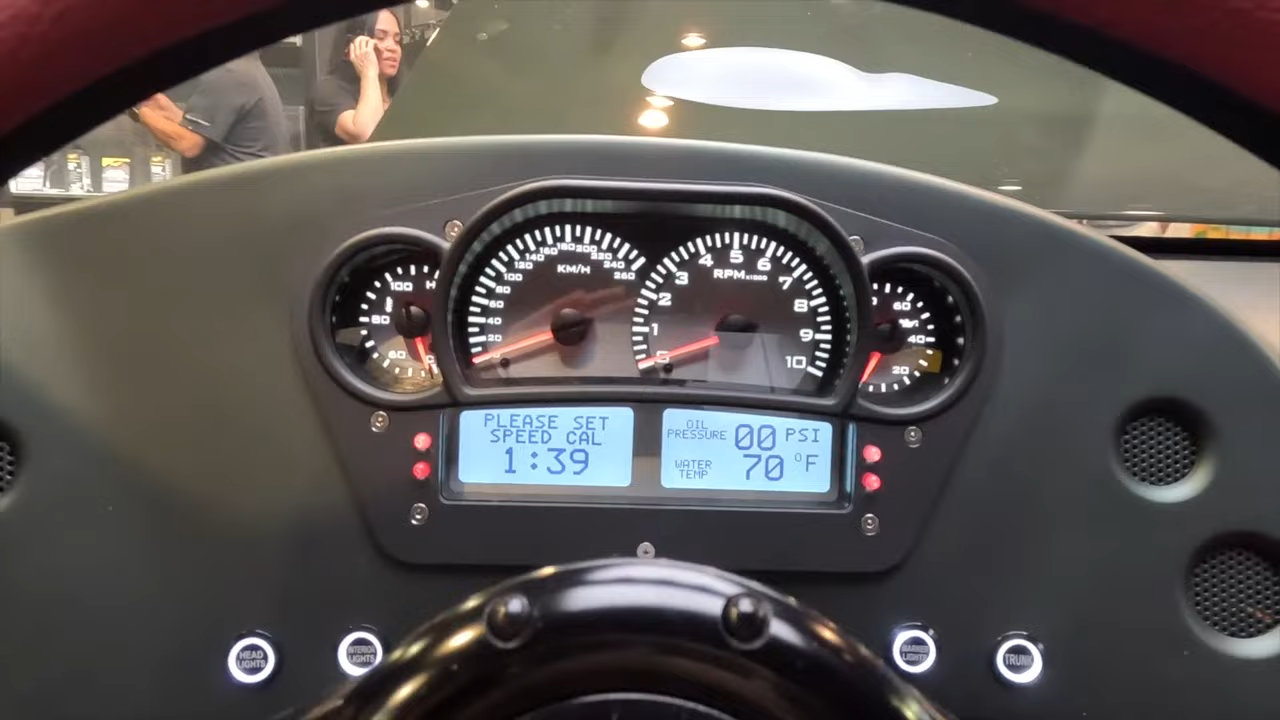 100 H
80
60
C
20
40
60
80
100
120
140
160
180
200
220
240
260
KM/H
0
1
2
3
4
5
6
7
8
9
10
RPM x1000
60
40
20
PLEASE SET
SPEED CAL
1:39
OIL
PRESSURE 00 PSI
WATER
TEMP 70 °F
HEAD
LIGHTS
INTERIOR
LIGHTS
MARKER
LIGHTS
TRUNK